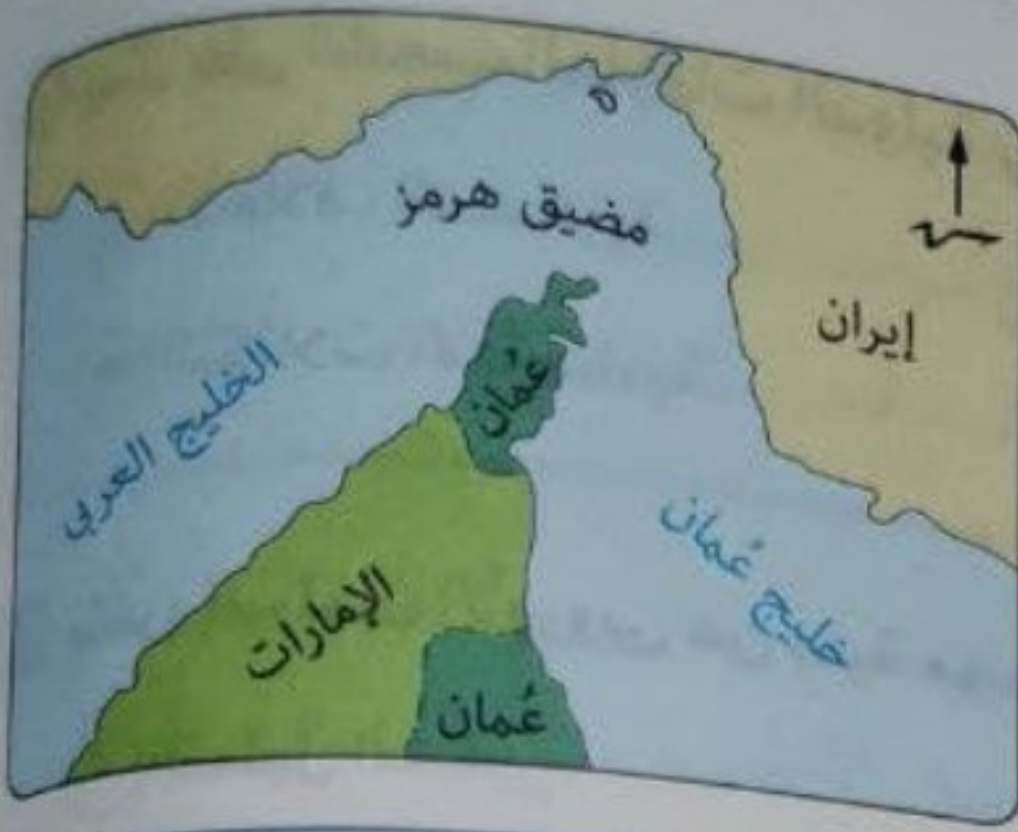 مضيق هرمز
إيران
عُمان
الخليج العربي
خليج عُمان
الإمارات
عُمان